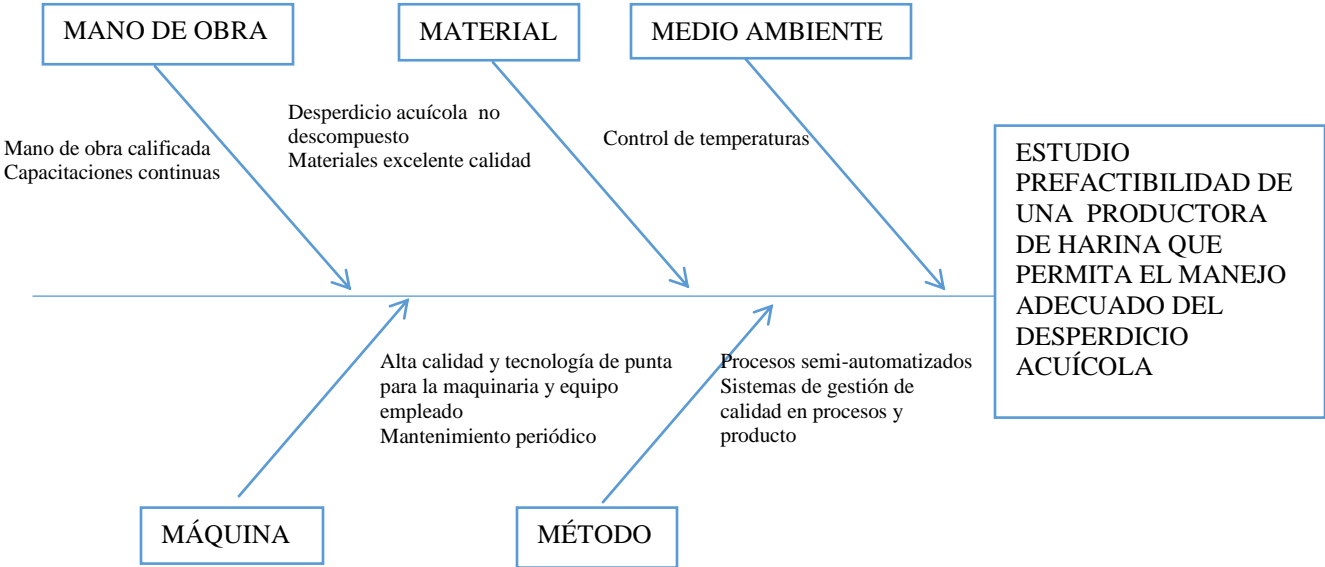 MANO DE OBRA
MATERIAL
MEDIO AMBIENTE
Mano de obra calificada
Capacitaciones continuas
Desperdicio acuícola no
descompuesto
Materiales excelente calidad
Control de temperaturas
ESTUDIO
PREFACTIBILIDAD DE
UNA PRODUCTORA
DE HARINA QUE
PERMITA EL MANEJO
ADECUADO DEL
DESPERDICIO
ACUÍCOLA
Alta calidad y tecnología de punta
para la maquinaria y equipo
empleado
Mantenimiento periódico
Procesos semi-automatizados
Sistemas de gestión de
calidad en procesos y
producto
MÁQUINA
MÉTODO